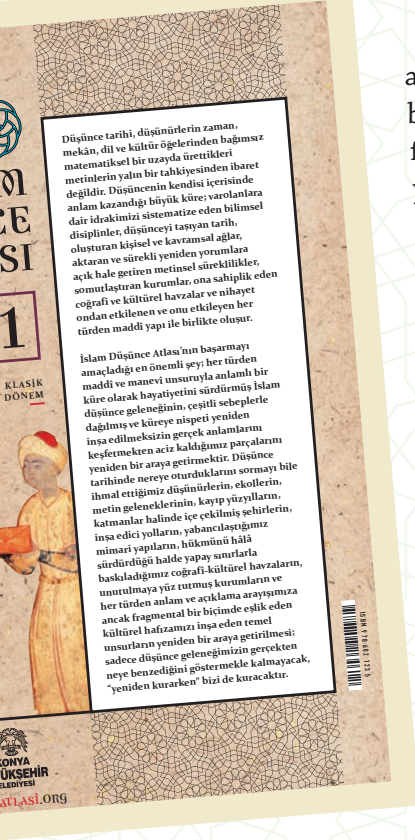 Düşünce tarihi, düşünürlerin zaman,
mekân, dil ve kültür öğelerinden bağımsız
matematiksel bir uzayda ürettikleri
metinlerin yalın bir tahkiyesinden ibaret
değildir. Düşüncenin kendisi içerisinde
anlam kazandığı büyük küre; varolanlara
dair idrakimizi sistematize eden bilimsel
disiplinler, düşünceyi taşıyan tarih,
oluşturan kişisel ve kavramsal ağlar,
aktaran ve sürekli yeniden yorumlara
açık hale getiren metinsel süreklilikler,
somutlaştıran kurumlar, ona sahiplik eden
coğrafi ve kültürel havzalar ve nihayet
ondan etkilenen ve onu etkileyen her
türden maddi yapı ile birlikte oluşur.
İslam Düşünce Atlası’nın başarmayı
amaçladığı en önemli şey; her türden
maddi ve manevî unsuruyla anlamlı bir
küre olarak hayatiyetini sürdürmüş İslam
düşünce geleneğinin, çeşitli sebeplerle
dağılmış ve küreye nispeti yeniden
inşa edilmeksizin gerçek anlamlarını
keşfetmekten aciz kaldığımız parçalarını
yeniden bir araya getirmektir. Düşünce
tarihinde nereye oturduklarını sormayı bile
ihmal ettiğimiz düşünürlerin, ekollerin,
metin geleneklerinin, kayıp yüzyılların,
katmanlar halinde içe çekilmiş şehirlerin,
inşa edici yolların, yabancılaştığımız
mimari yapıların, hükmünü hâlâ
sürdürdüğü halde yapay sınırlarla
baskıladığımız coğrafi-kültürel havzaların,
unutulmaya yüz tutmuş kurumların ve
her türden anlam ve açıklama arayışımıza
ancak fragmental bir biçimde eşlik eden
kültürel hafızamızı inşa eden temel
unsurların yeniden bir araya getirilmesi;
sadece düşünce geleneğimizin gerçekten
neye benzediğini göstermekle kalmayacak,
“yeniden kurarken” bizi de kuracaktır.
1
KLASİK
DÖNEM
KONYA
ATLASİ.ORG